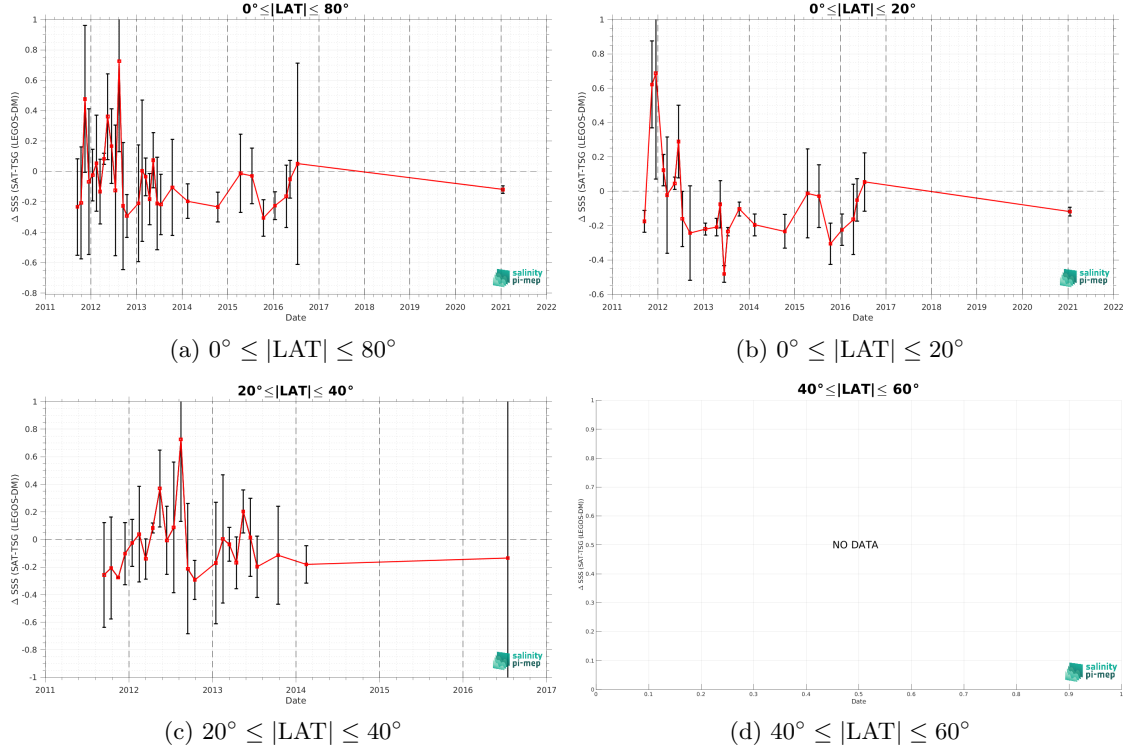 0°≤|LAT|≤ 80°
Δ SSS (SAT-TSG (LEGOS-DM))
1
0.8
0.6
0.4
0.2
0
-0.2
-0.4
-0.6
-0.8
2011 2012 2013 2014 2015 2016 2017 2018 2019 2020 2021 2022
Date
salinity
pi-mep
(a) 0° ≤ |LAT| ≤ 80°
0°≤|LAT|≤ 20°
Δ SSS (SAT-TSG (LEGOS-DM))
1
0.8
0.6
0.4
0.2
0
-0.2
-0.4
-0.6
2011 2012 2013 2014 2015 2016 2017 2018 2019 2020 2021 2022
Date
salinity
pi-mep
(b) 0° ≤ |LAT| ≤ 20°
20°≤|LAT|≤ 40°
Δ SSS (SAT-TSG (LEGOS-DM))
1
0.8
0.6
0.4
0.2
0
-0.2
-0.4
-0.6
-0.8
-1
2011 2012 2013 2014 2015 2016 2017
Date
salinity
pi-mep
(c) 20° ≤ |LAT| ≤ 40°
40°≤|LAT|≤ 60°
Δ SSS (SAT-TSG (LEGOS-DM))
1
0.9
0.8
0.7
0.6
0.5
0.4
0.3
0.2
0.1
0
NO DATA
0 0.1 0.2 0.3 0.4 0.5 0.6 0.7 0.8 0.9 1
Date
salinity
pi-mep
(d) 40° ≤ |LAT| ≤ 60°